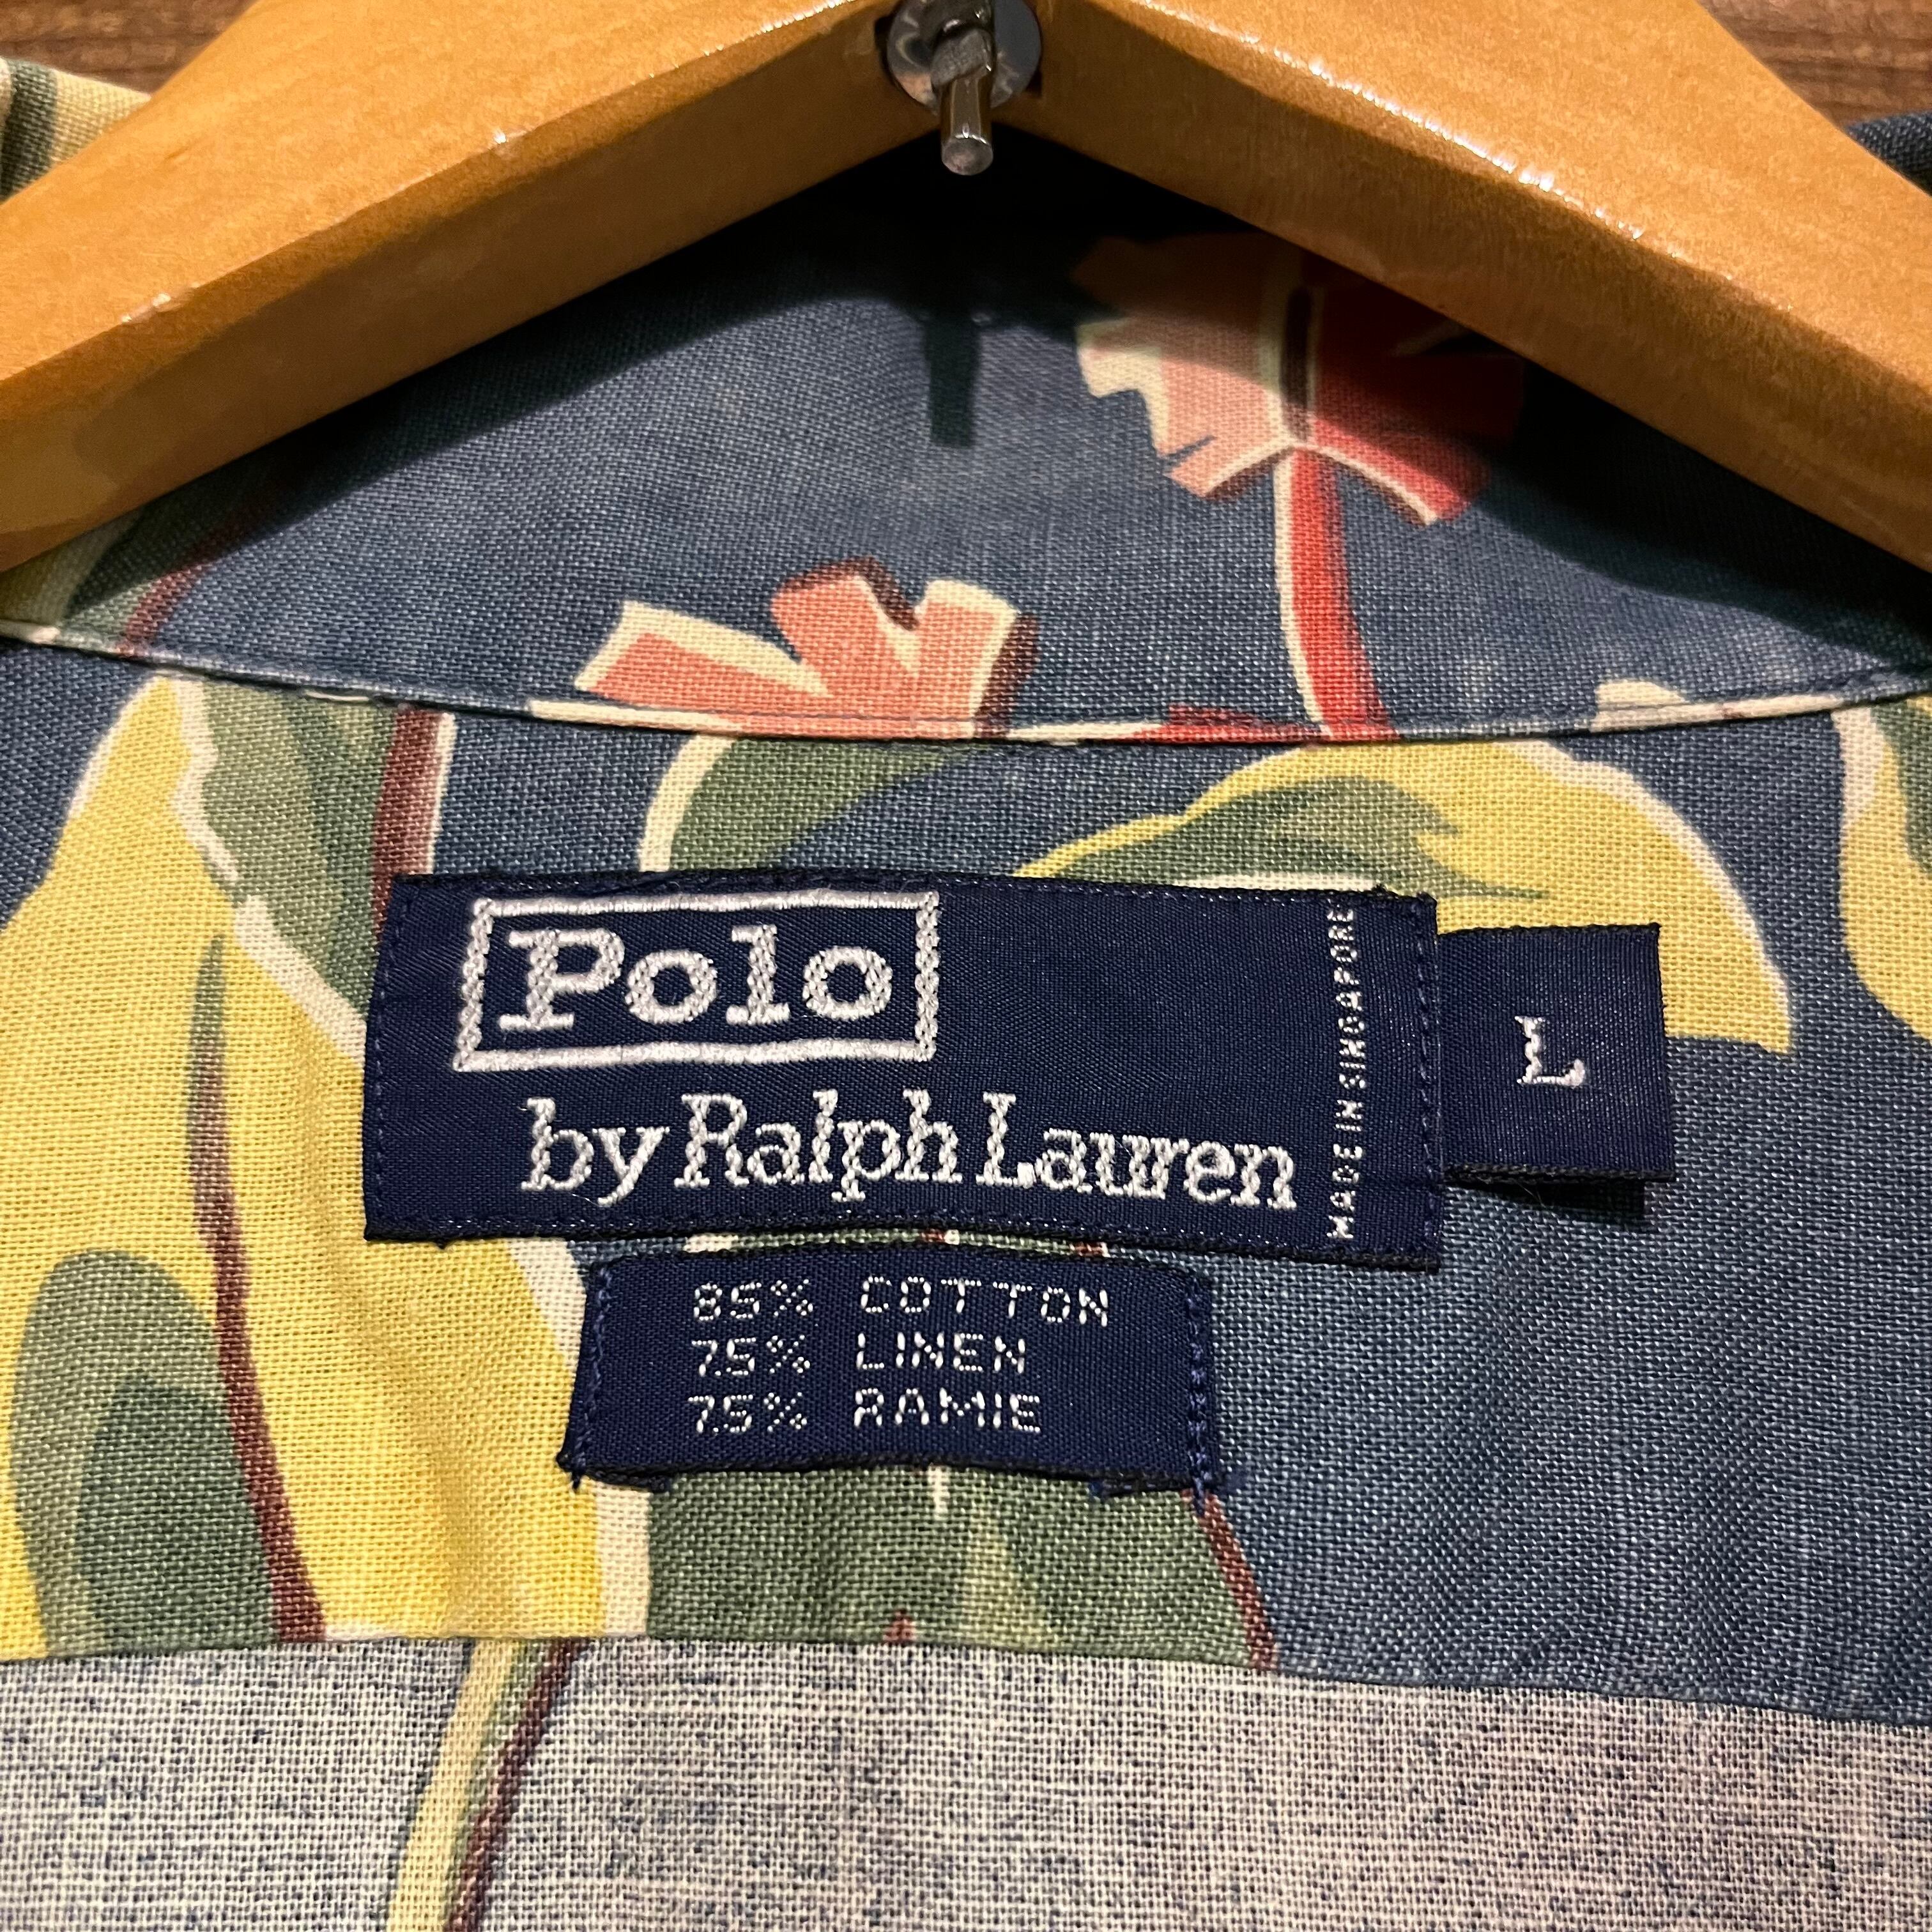 Polo
by Ralph Lauren
MADE IN SINGAPORE
L
85% COTTON
7.5% LINEN
7.5% RAMIE